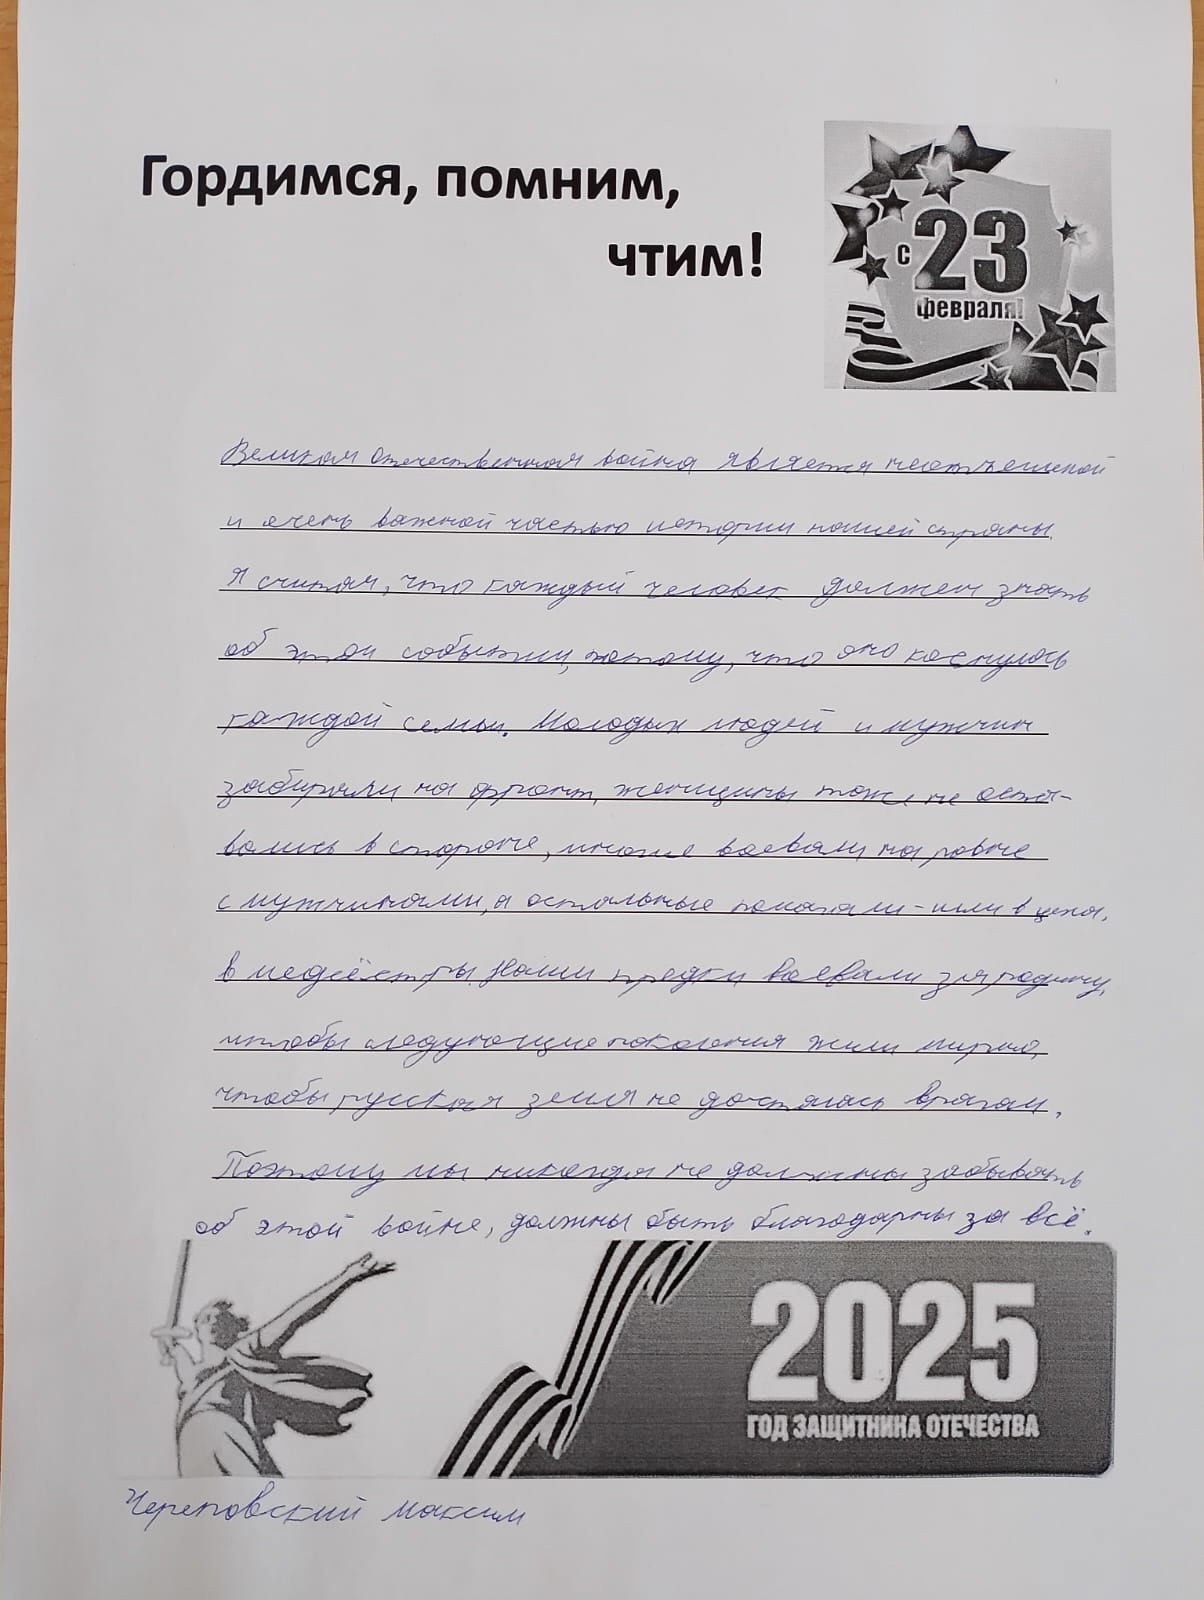 Гордимся, помним,
чтим!
с 23
февраля!
Великая отечественная война является неотъемлемой
и очень важной частью истории нашей страны.
Я считаю, что каждый человек должен знать
об этом событии, потому, что оно коснулось
каждой семьи. Молодых людей и мужчин
забирали на фронт, женщины тоже не оста-
вались в стороне, многие воевали на ровне
с мужчинами, а остальные помогали - шли в цеха,
в медсёстры. Наши предки воевали за родину,
чтобы следующие поколения жили мирно,
чтобы русская земля не досталась врагам.
Поэтому мы никогда не должны забывать
об этой войне, должны быть благодарны за всё.
2025
ГОД ЗАЩИТНИКА ОТЕЧЕСТВА
Череповский Максим